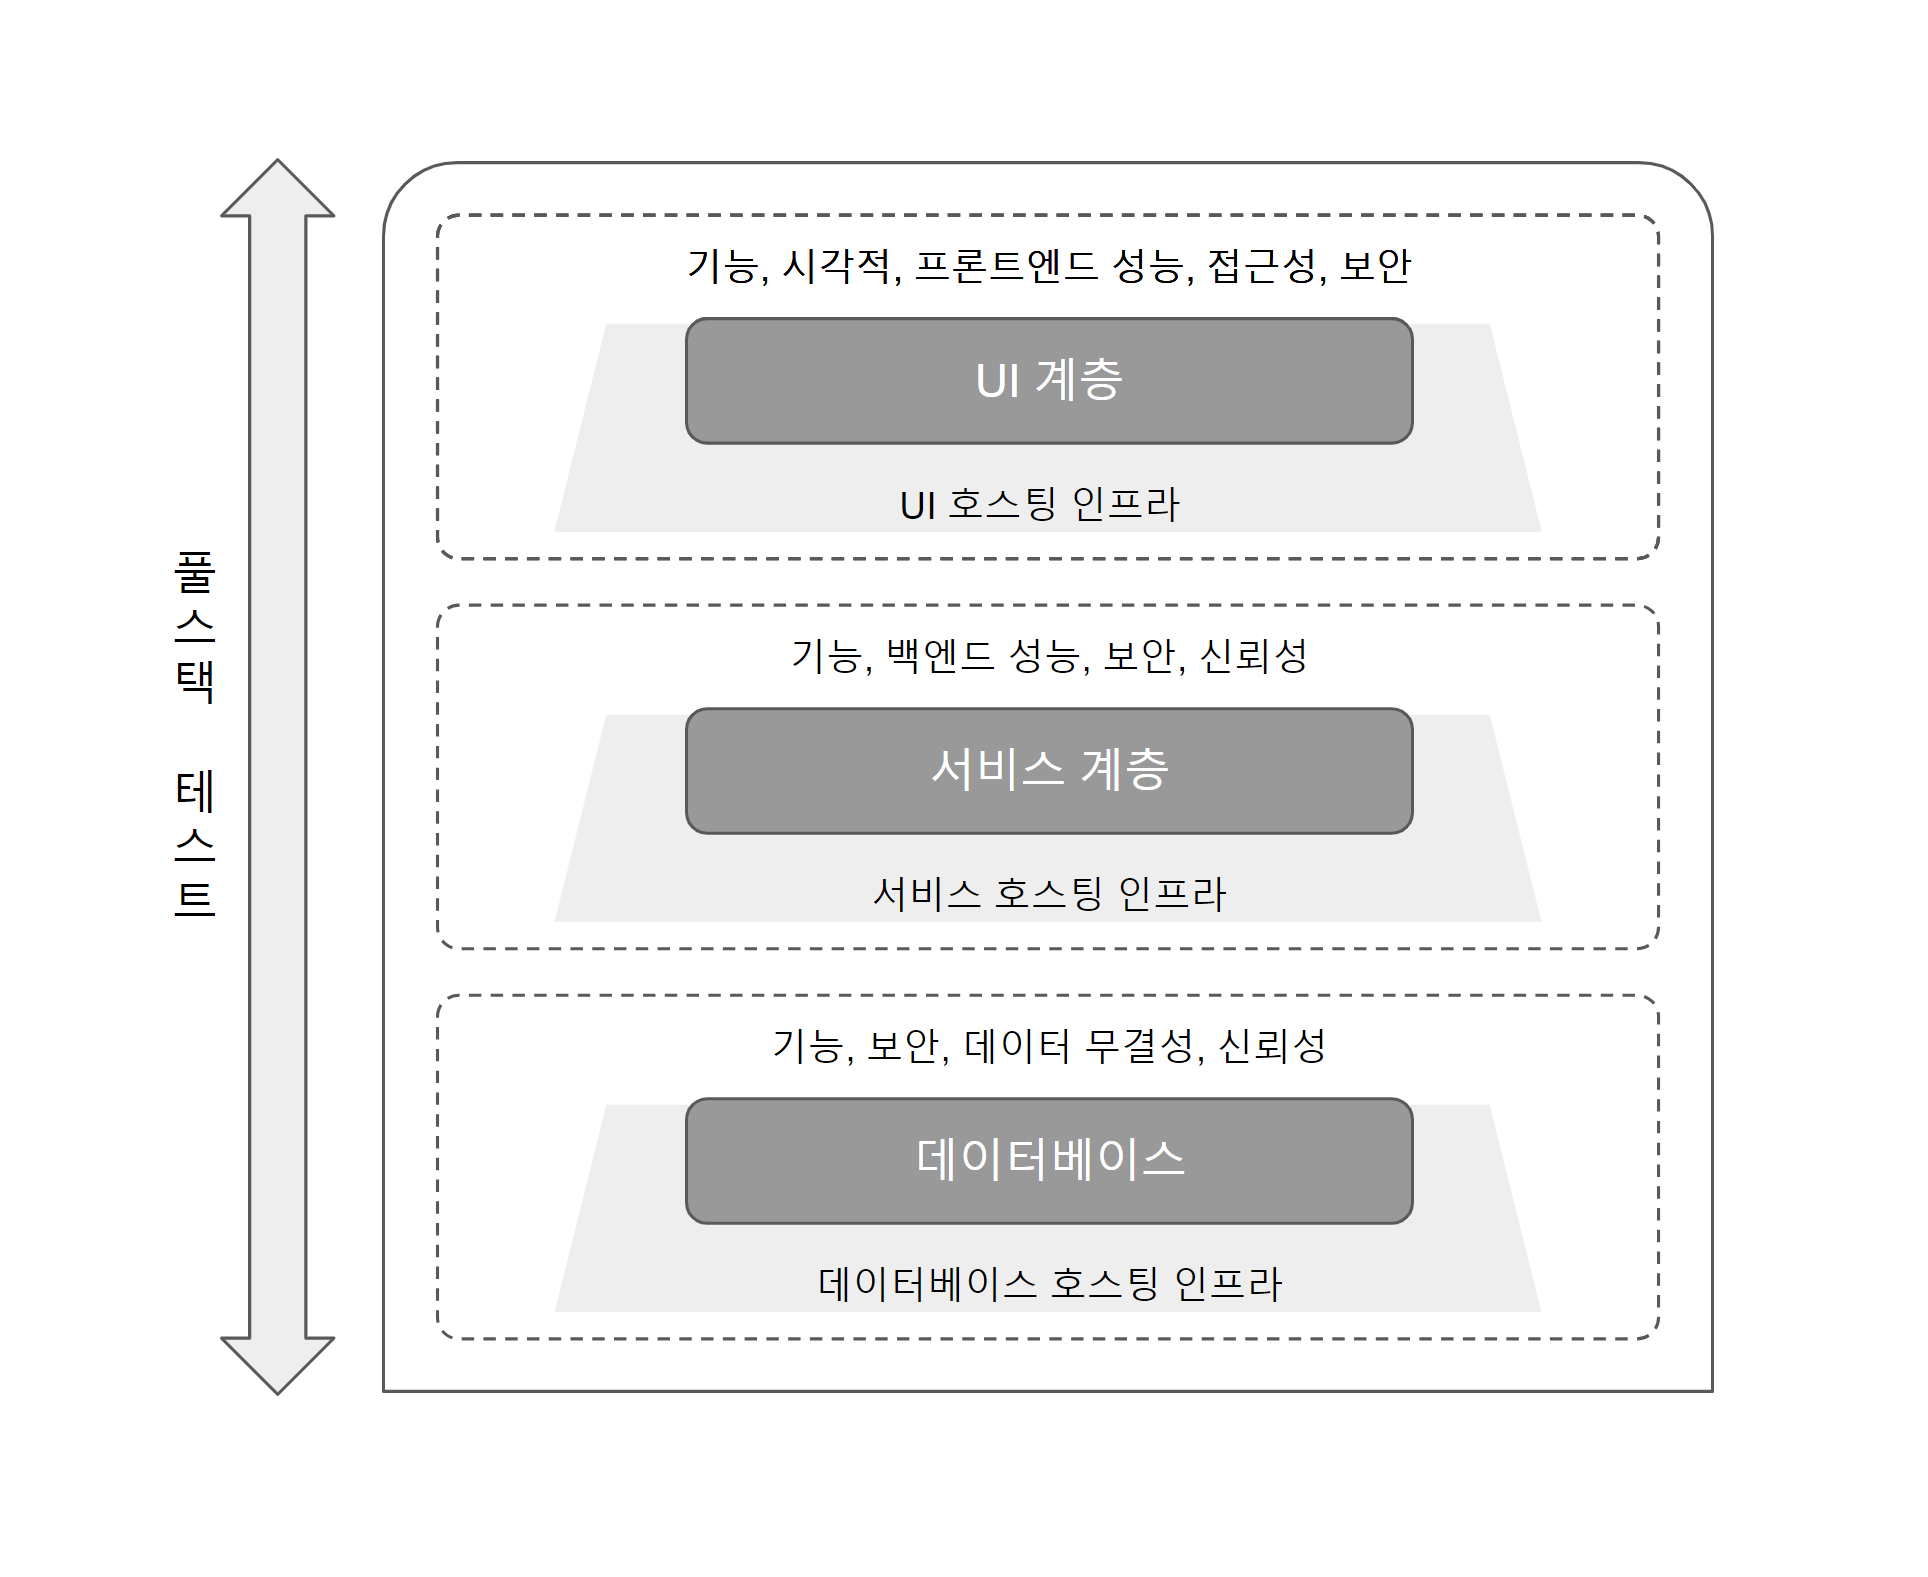 풀스택 테스트
기능, 시각적, 프론트엔드 성능, 접근성, 보안
UI 계층
UI 호스팅 인프라
기능, 백엔드 성능, 보안, 신뢰성
서비스 계층
서비스 호스팅 인프라
기능, 보안, 데이터 무결성, 신뢰성
데이터베이스
데이터베이스 호스팅 인프라